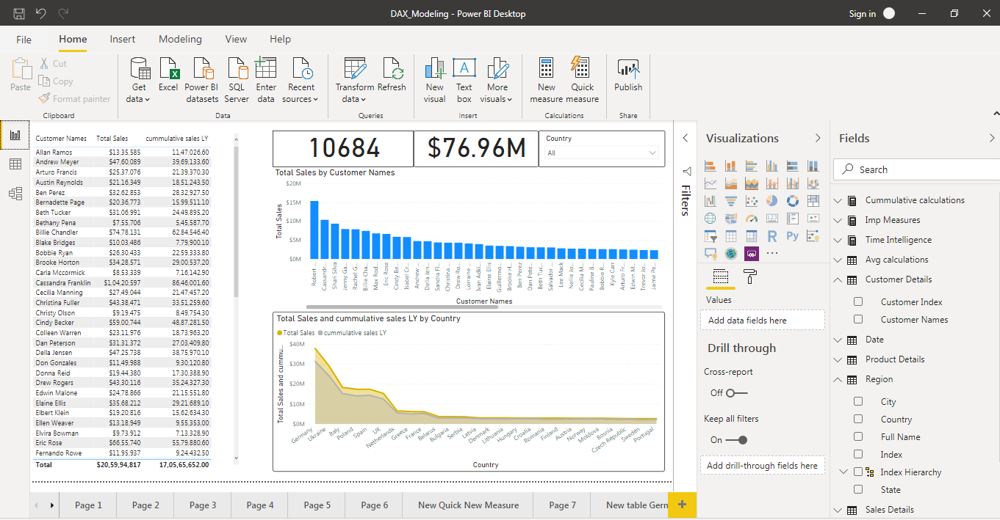 DAX_Modeling - Power BI Desktop
Sign in
File Home Insert Modeling View Help
Paste
Cut
Copy
Format painter
Clipboard
Get data
Excel
Power BI datasets
SQL Server
Enter data
Recent sources
Data
Transform data
Refresh
Queries
New visual
Text box
More visuals
Insert
New measure
Quick measure
Calculations
Publish
Share
Customer Names Total Sales cummulative sales LY
Allan Ramos $13,35,585 11,47,026.60
Andrew Meyer $47,60,089 39,69,133.60
Arturo Francis $25,37,076 21,39,370.30
Austin Reynolds $21,16,349 18,51,243.50
Ben Perez $32,62,853 28,32,927.50
Bernadette Page $20,36,773 15,99,511.10
Beth Tucker $31,06,991 24,49,895.20
Bethany Pena $7,55,706 5,45,587.70
Billie Chandler $74,78,131 62,84,546.40
Blake Bridges $10,03,486 7,79,900.10
Bobbie Ryan $26,30,433 22,59,333.80
Brooke Horton $34,28,571 29,00,537.20
Carla Mccormick $8,53,339 7,16,142.90
Cassandra Franklin $1,04,20,597 86,46,001.60
Cecilia Manning $27,49,044 21,47,457.20
Christina Fuller $43,38,471 33,51,259.60
Christy Olson $9,19,475 8,49,754.30
Cindy Becker $59,00,744 48,87,281.50
Colleen Warren $23,11,976 18,73,963.20
Dan Peterson $31,31,372 27,03,409.80
Della Jensen $47,25,738 38,75,970.10
Don Gonzales $11,49,988 9,30,120.80
Donna Reid $19,44,380 17,30,388.90
Drew Rogers $43,30,116 35,24,327.30
Edwin Malone $24,78,866 21,15,551.80
Elaine Ellis $35,68,212 29,21,689.10
Elbert Klein $19,20,816 15,62,634.30
Ellen Weaver $13,18,949 9,55,353.00
Elvira Bowman $9,73,912 7,13,328.90
Eric Rose $66,55,740 55,79,880.60
Fernando Rowe $11,95,937 9,24,432.50
Total $20,59,94,817 17,05,65,652.00
10684
$76.96M
Country
All
Total Sales by Customer Names
Total Sales
$20M
$15M
$10M
$5M
$0M
Robert ...
Cassandr...
Shari Silva
Jenny Ga...
Rachel G...
Billie Cha...
Max Rod...
Eric Rose
Cindy Be...
Isabel Cr...
Andrew ...
Della Jen...
Sandra Fl...
Christina ...
Drew Ro...
Lorraine ...
Ivan Adki...
Elaine Ellis
Guillermo...
Brooke H...
Ben Perez
Dan Pete...
Beth Tuc...
Salvador ...
Lee Mack
Nellie Jo...
Cecilia M...
Pauline B...
Bobbie R...
Kyle Carr
Arturo Fr...
Edwin M...
Trevor Jo...
Jaime Pe...
Customer Names
Total Sales and cummulative sales LY by Country
Total Sales cummulative sales LY
Total Sales and cummu...
$40M
$30M
$20M
$10M
$0M
Germany
Ukraine
Italy
Poland
Spain
UK
Netherlands
Greece
France
Belarus
Bulgaria
Serbia
Latvia
Denmark
Lithuania
Hungary
Croatia
Romania
Finland
Austria
Norway
Moldova
Bosnia
Czech Republic
Sweden
Portugal
Country
Filters
Visualizations
123
R
Py
Values
Add data fields here
Drill through
Cross-report
Off
Keep all filters
On
Add drill-through fields here
Fields
Search
Cummulative calculations
Imp Measures
Time Intelligence
Avg calculations
Customer Details
Customer Index
Customer Names
Date
Product Details
Region
City
Country
Full Name
Index
Index Hierarchy
State
Sales Details
Page 1 Page 2 Page 3 Page 4 Page 5 Page 6 New Quick New Measure Page 7 New table Gern